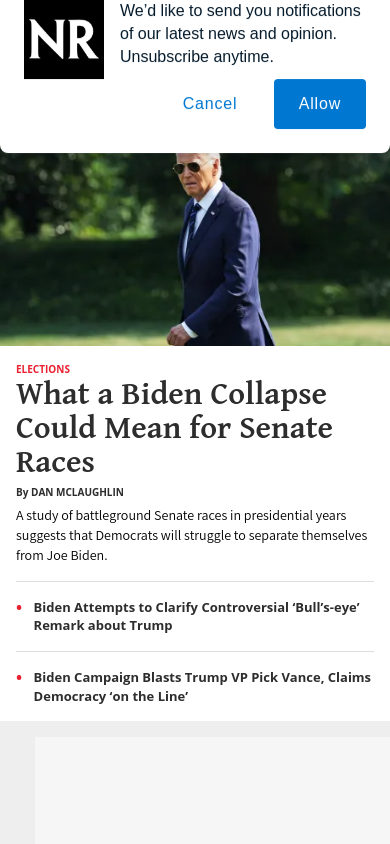 NR
We’d like to send you notifications
of our latest news and opinion.
Unsubscribe anytime.
Cancel
Allow
ELECTIONS
What a Biden Collapse
Could Mean for Senate
Races
By DAN MCLAUGHLIN
A study of battleground Senate races in presidential years
suggests that Democrats will struggle to separate themselves
from Joe Biden.
• Biden Attempts to Clarify Controversial ‘Bull’s-eye’
Remark about Trump
• Biden Campaign Blasts Trump VP Pick Vance, Claims
Democracy ‘on the Line’